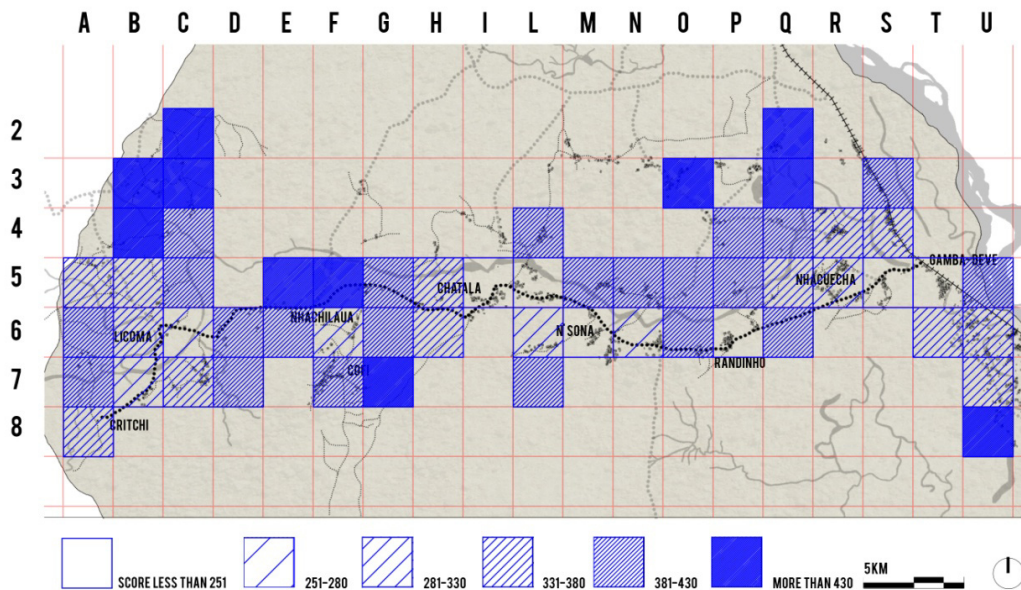 A B C D E F G H I L M N O P Q R S T U
2
3
4
5
6
7
8
GAMBA-DEVE
CHATALA
NHACUECHA
NHACHILAUA
LICOMA
N'SONA
RANDINHO
COFI
CRITCHI
SCORE LESS THAN 251
251-280
281-330
331-380
381-430
MORE THAN 430
5KM